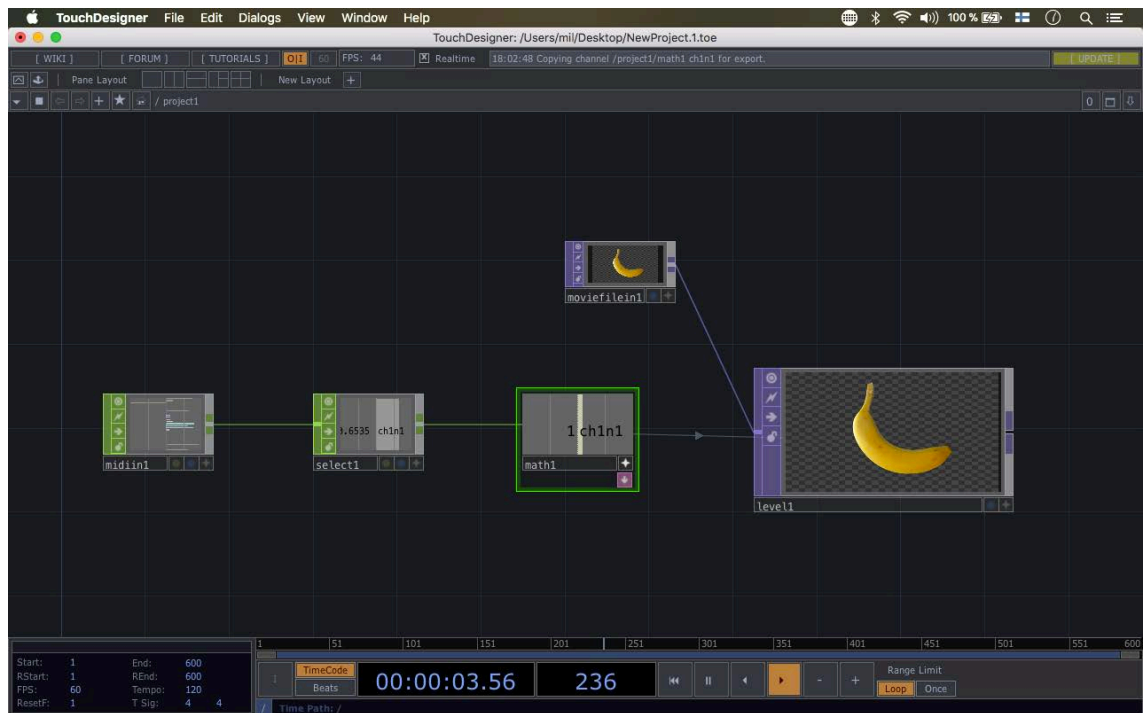 TouchDesigner File Edit Dialogs View Window Help 100 %
TouchDesigner: /Users/mil/Desktop/NewProject.1.toe
[ WIKI ] [ FORUM ] [ TUTORIALS ] O|I 60 FPS: 44 Realtime 18:02:48 Copying channel /project1/math1 ch1n1 for export. [ UPDATE ]
Pane Layout New Layout +
/ project1 0
moviefilein1
1 ch1n1
.6535 ch1n1
midiin1 select1 math1
level1
1 51 101 151 201 251 301 351 401 451 501 551 600
Start: 1 End: 600
RStart: 1 REnd: 600
FPS: 60 Tempo: 120
ResetF: 1 T Sig: 4 4
1 TimeCode Beats 00:00:03.56 236 - + Range Limit
Loop Once
/ Time Path: /